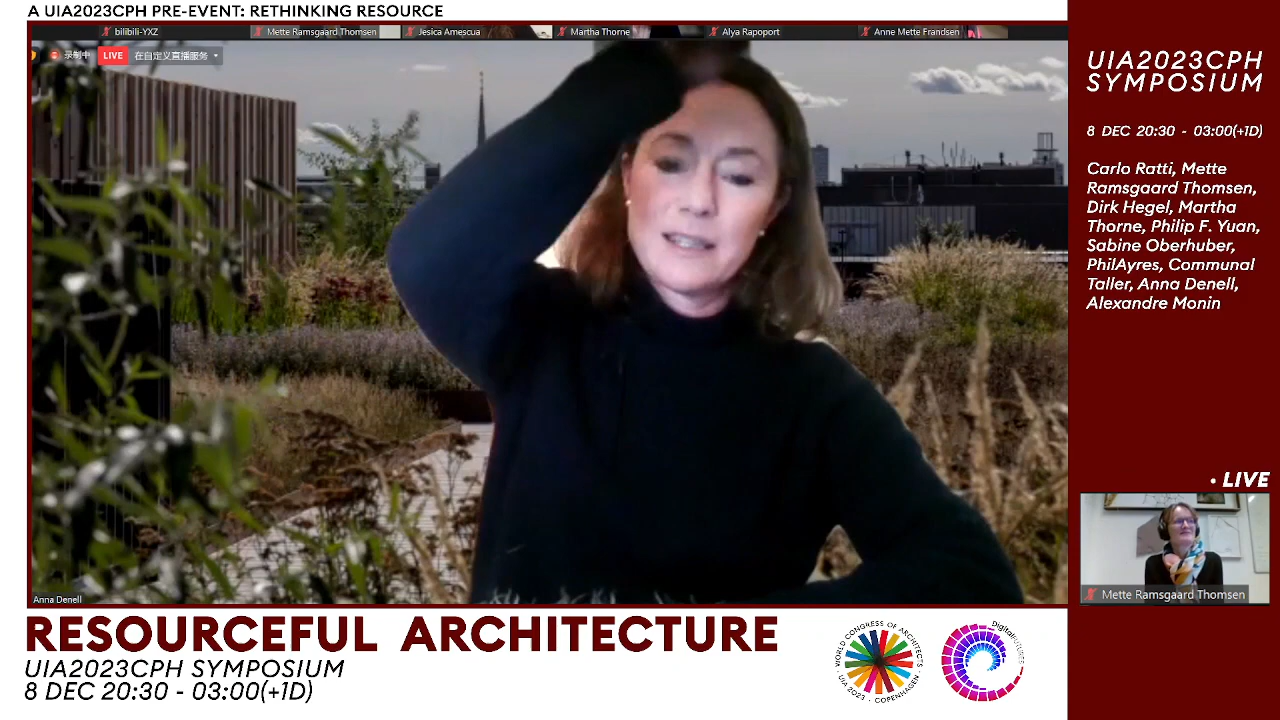 A UIA2023CPH PRE-EVENT: RETHINKING RESOURCE
bilibili-YXZ
Mette Ramsgaard Thomsen
Jesica Amescua
Martha Thorne
Alya Rapoport
Anne Mette Frandsen
录制中
LIVE
在自定义直播服务
Anna Denell
UIA2023CPH
SYMPOSIUM
8 DEC 20:30 - 03:00(+1D)
Carlo Ratti, Mette
Ramsgaard Thomsen,
Dirk Hegel, Martha
Thorne, Philip F. Yuan,
Sabine Oberhuber,
PhilAyres, Communal
Taller, Anna Denell,
Alexandre Monin
• LIVE
Mette Ramsgaard Thomsen
RESOURCEFUL ARCHITECTURE
UIA2023CPH SYMPOSIUM
8 DEC 20:30 - 03:00(+1D)
WORLD CONGRESS OF ARCHITECTS
UIA 2023 · COPENHAGEN